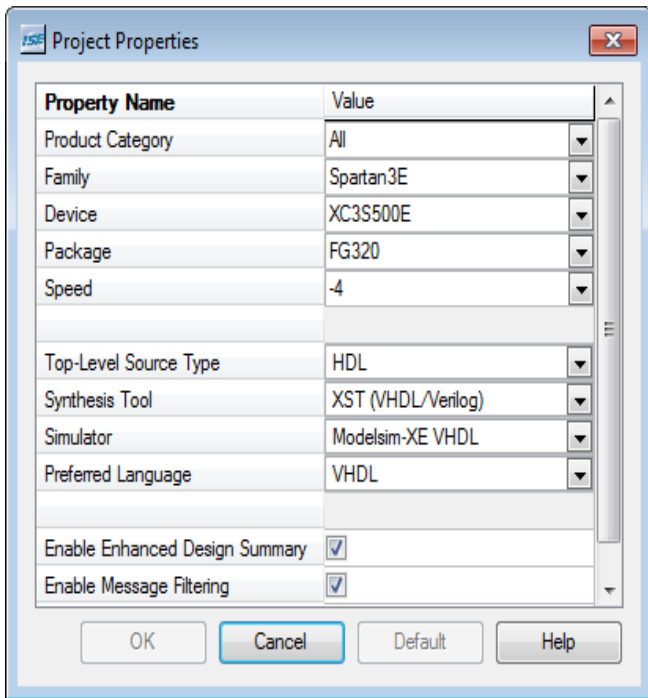 ISE Project Properties
Property Name Value
Product Category All
Family Spartan3E
Device XC3S500E
Package FG320
Speed -4
Top-Level Source Type HDL
Synthesis Tool XST (VHDL/Verilog)
Simulator Modelsim-XE VHDL
Preferred Language VHDL
Enable Enhanced Design Summary
Enable Message Filtering
OK Cancel Default Help